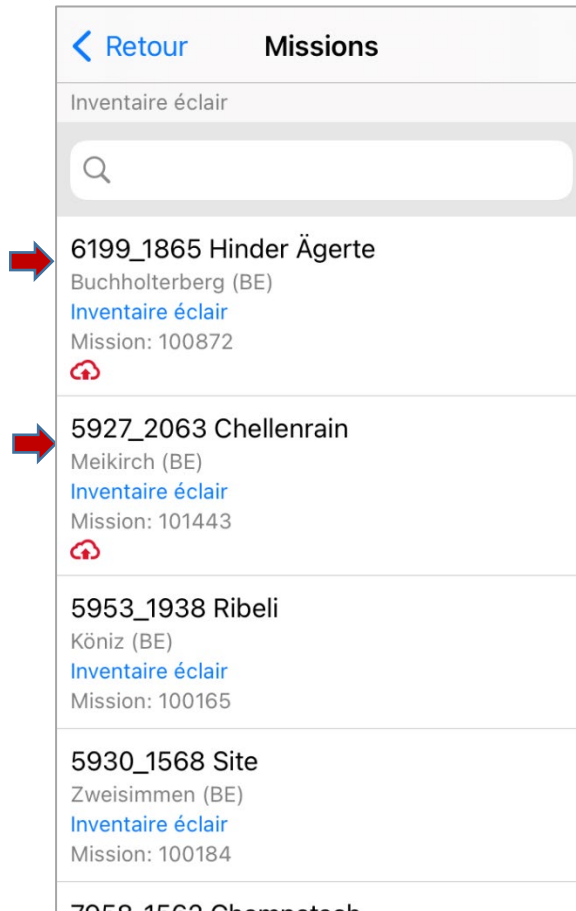 Retour
Missions
Inventaire éclair
6199_1865 Hinder Ägerte
Buchholterberg (BE)
Inventaire éclair
Mission: 100872
5927_2063 Chellenrain
Meikirch (BE)
Inventaire éclair
Mission: 101443
5953_1938 Ribeli
Köniz (BE)
Inventaire éclair
Mission: 100165
5930_1568 Site
Zweisimmen (BE)
Inventaire éclair
Mission: 100184